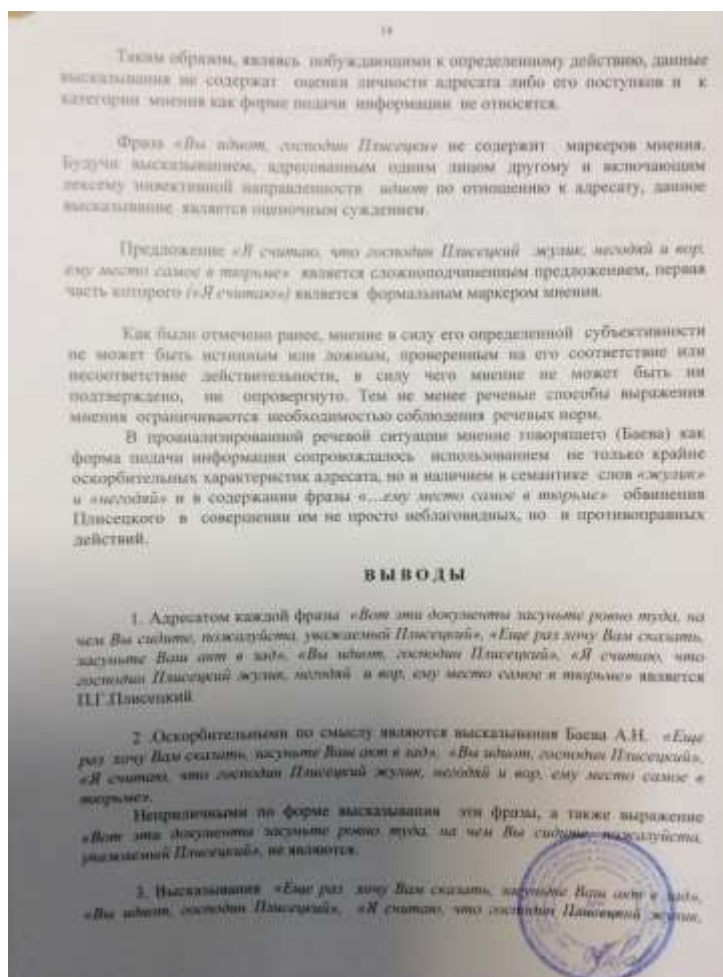 14
Таким образом, являясь побуждающими к определенному действию, данные
высказывания не содержат оценки личности адресата либо его поступков и к
категории мнения как форме подачи информации не относятся.
Фраза «Вы идиот, господин Плисецкий» не содержит маркеров мнения.
Будучи высказыванием, адресованным одним лицом другому и включающим
лексему инвективной направленности идиот по отношению к адресату, данное
высказывание является оценочным суждением.
Предложение «Я считаю, что господин Плисецкий жулик, негодяй и вор,
ему место самое в тюрьме» является сложноподчиненным предложением, первая
часть которого («Я считаю») является формальным маркером мнения.
Как было отмечено ранее, мнение в силу его определенной субъективности
не может быть истинным или ложным, проверенным на его соответствие или
несоответствие действительности, в силу чего мнение не может быть ни
подтверждено, ни опровергнуто. Тем не менее речевые способы выражения
мнения ограничиваются необходимостью соблюдения речевых норм.
В проанализированной речевой ситуации мнение говорящего (Баева) как
форма подачи информации сопровождалось использованием не только крайне
оскорбительных характеристик адресата, но и наличием в семантике слов «жулик»
и «негодяй» и в содержании фразы «…ему место самое в тюрьме» обвинения
Плисецкого в совершении им не просто неблаговидных, но и противоправных
действий.
ВЫВОДЫ
1. Адресатом каждой фразы «Вот эти документы засуньте ровно туда, на
чем Вы сидите, пожалуйста, уважаемый Плисецкий», «Еще раз хочу Вам сказать,
засуньте Ваш акт в зад», «Вы идиот, господин Плисецкий», «Я считаю, что
господин Плисецкий жулик, негодяй и вор, ему место самое в тюрьме» является
П.Г.Плисецкий.
2 .Оскорбительными по смыслу являются высказывания Баева А.Н. «Еще
раз хочу Вам сказать, засуньте Ваш акт в зад», «Вы идиот, господин Плисецкий»,
«Я считаю, что господин Плисецкий жулик, негодяй и вор, ему место самое в
тюрьме».
Неприличными по форме высказывания эти фразы, а также выражение
«Вот эти документы засуньте ровно туда, на чем Вы сидите, пожалуйста,
уважаемый Плисецкий», не являются.
3. Высказывания «Еще раз хочу Вам сказать, засуньте Ваш акт в зад»,
«Вы идиот, господин Плисецкий», «Я считаю, что господин Плисецкий жулик,